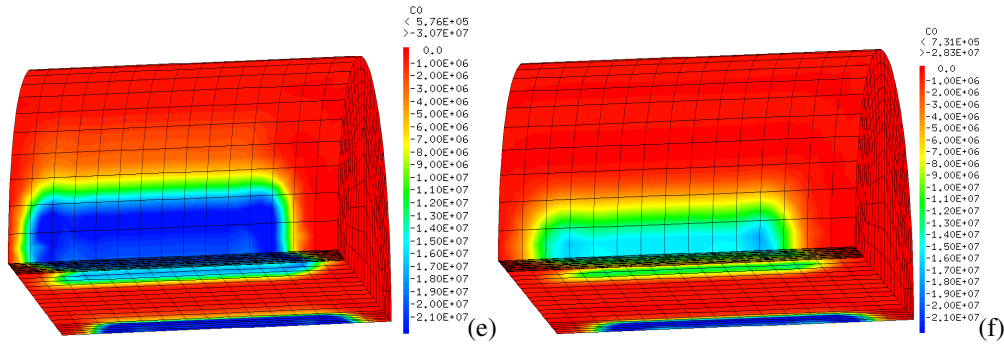 CO
< 5.76E+05
>-3.07E+07
0.0
-1.00E+06
-2.00E+06
-3.00E+06
-4.00E+06
-5.00E+06
-6.00E+06
-7.00E+06
-8.00E+06
-9.00E+06
-1.00E+07
-1.10E+07
-1.20E+07
-1.30E+07
-1.40E+07
-1.50E+07
-1.60E+07
-1.70E+07
-1.80E+07
-1.90E+07
-2.00E+07
-2.10E+07
(e)
CO
< 7.31E+05
>-2.83E+07
0.0
-1.00E+06
-2.00E+06
-3.00E+06
-4.00E+06
-5.00E+06
-6.00E+06
-7.00E+06
-8.00E+06
-9.00E+06
-1.00E+07
-1.10E+07
-1.20E+07
-1.30E+07
-1.40E+07
-1.50E+07
-1.60E+07
-1.70E+07
-1.80E+07
-1.90E+07
-2.00E+07
-2.10E+07
(f)